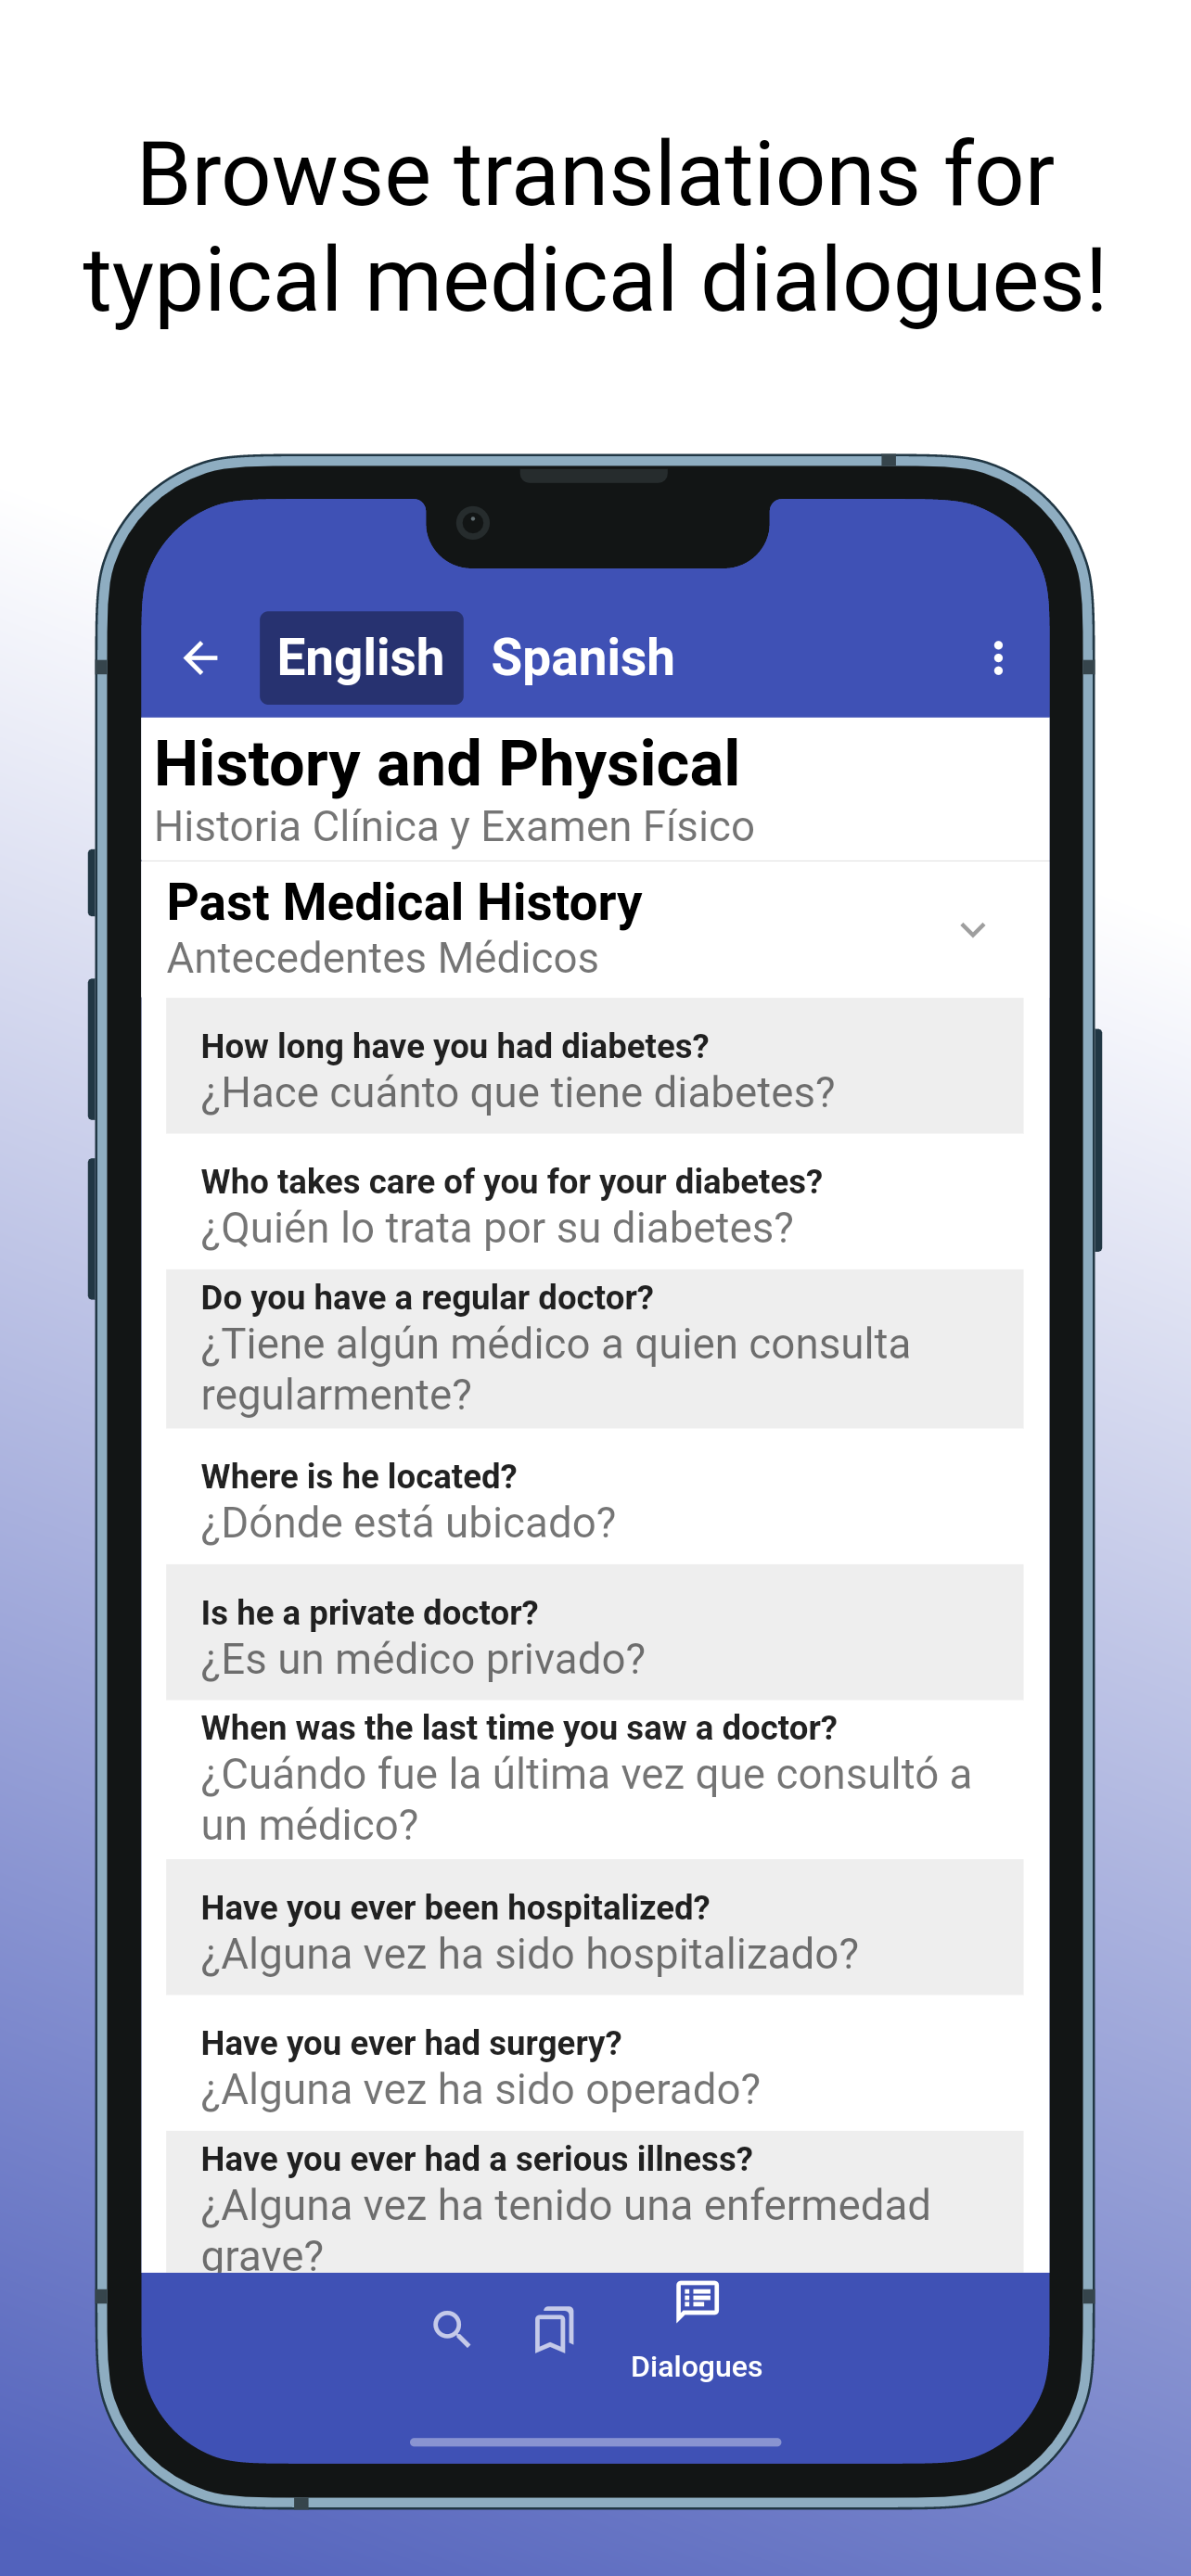 Browse translations for
typical medical dialogues!
English Spanish
History and Physical
Historia Clínica y Examen Físico
Past Medical History
Antecedentes Médicos
How long have you had diabetes?
¿Hace cuánto que tiene diabetes?
Who takes care of you for your diabetes?
¿Quién lo trata por su diabetes?
Do you have a regular doctor?
¿Tiene algún médico a quien consulta
regularmente?
Where is he located?
¿Dónde está ubicado?
Is he a private doctor?
¿Es un médico privado?
When was the last time you saw a doctor?
¿Cuándo fue la última vez que consultó a
un médico?
Have you ever been hospitalized?
¿Alguna vez ha sido hospitalizado?
Have you ever had surgery?
¿Alguna vez ha sido operado?
Have you ever had a serious illness?
¿Alguna vez ha tenido una enfermedad
grave?
Dialogues